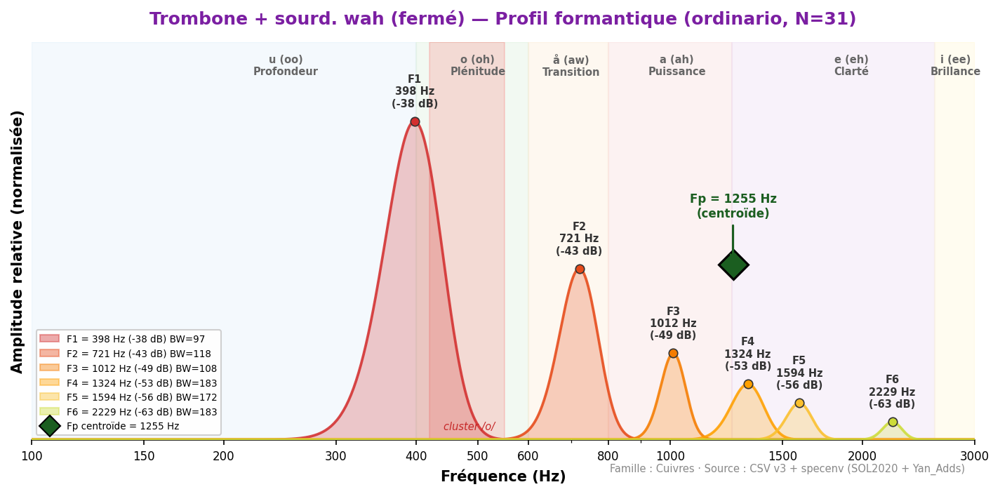 Trombone + sourd. wah (fermé) — Profil formantique (ordinario, N=31)
u (oo)
Profondeur
o (oh)
Plénitude
å (aw)
Transition
a (ah)
Puissance
e (eh)
Clarté
i (ee)
Brillance
F1
398 Hz
(-38 dB)
F2
721 Hz
(-43 dB)
F3
1012 Hz
(-49 dB)
Fp = 1255 Hz
(centroïde)
F4
1324 Hz
(-53 dB)
F5
1594 Hz
(-56 dB)
F6
2229 Hz
(-63 dB)
cluster /o/
Amplitude relative (normalisée)
F1 = 398 Hz (-38 dB) BW=97
F2 = 721 Hz (-43 dB) BW=118
F3 = 1012 Hz (-49 dB) BW=108
F4 = 1324 Hz (-53 dB) BW=183
F5 = 1594 Hz (-56 dB) BW=172
F6 = 2229 Hz (-63 dB) BW=183
Fp centroïde = 1255 Hz
100 150 200 300 400 500 600 800 1000 1500 2000 3000
Fréquence (Hz)
Famille : Cuivres · Source : CSV v3 + specenv (SOL2020 + Yan_Adds)